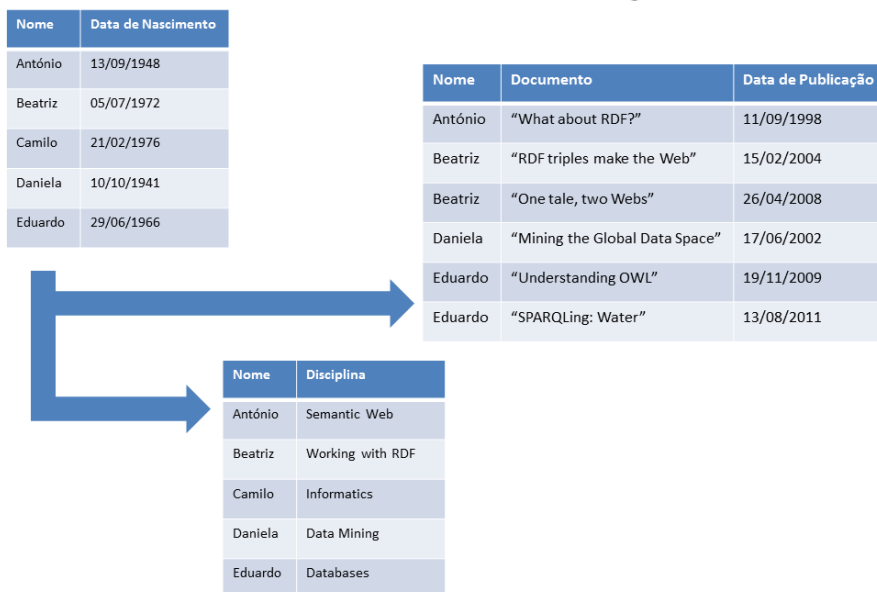 Nome Data de Nascimento
António 13/09/1948
Beatriz 05/07/1972
Camilo 21/02/1976
Daniela 10/10/1941
Eduardo 29/06/1966
Nome Documento Data de Publicação
António “What about RDF?” 11/09/1998
Beatriz “RDF triples make the Web” 15/02/2004
Beatriz “One tale, two Webs” 26/04/2008
Daniela “Mining the Global Data Space” 17/06/2002
Eduardo “Understanding OWL” 19/11/2009
Eduardo “SPARQLing: Water” 13/08/2011
Nome Disciplina
António Semantic Web
Beatriz Working with RDF
Camilo Informatics
Daniela Data Mining
Eduardo Databases